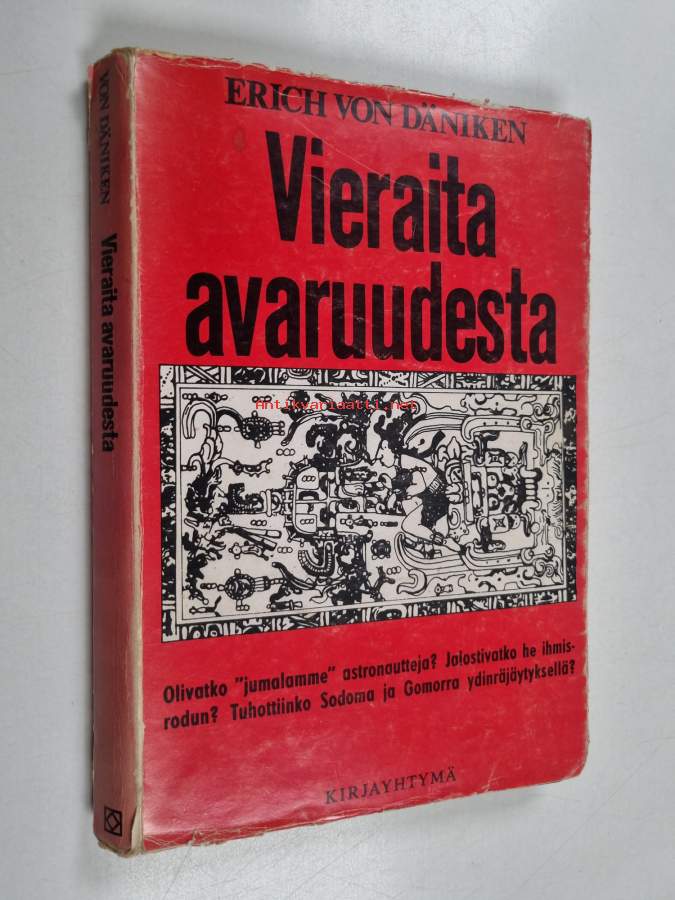 ERICH VON DÄNIKEN
Vieraita
avaruudesta
Antikvariaatti.net
Olivatko "jumalamme" astronautteja? Jalostivatko he ihmis-
rodun? Tuhottiinko Sodoma ja Gomorra ydinräjäytyksellä?
KIRJAYHTYMÄ
VON DÄNIKEN Vieraita avaruudesta